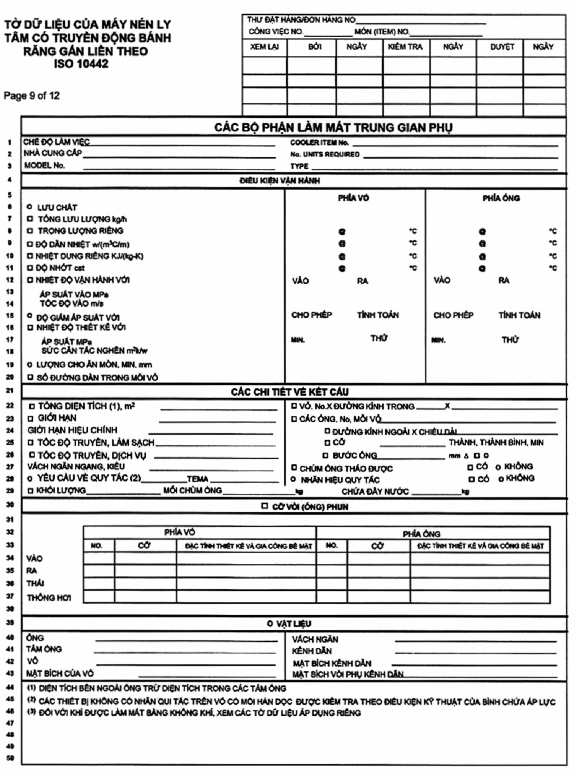 TỜ DỮ LIỆU CỦA MÁY NÉN LY
TÂM CÓ TRUYỀN ĐỘNG BÁNH
RĂNG GẮN LIỀN THEO
ISO 10442
Page 9 of 12
THƯ ĐẶT HÀNG/ĐƠN HÀNG NO
CÔNG VIỆC NO. MÓN (ITEM) NO.
XEM LẠI BỞI NGÀY KIỂM TRA NGÀY DUYỆT NGÀY
CÁC BỘ PHẬN LÀM MÁT TRUNG GIAN PHỤ
1 CHẾ ĐỘ LÀM VIỆC COOLER ITEM No.
2 NHÀ CUNG CẤP No. UNITS REQUIRED
3 MODEL No. TYPE
4 ĐIỀU KIỆN VẬN HÀNH
5 PHÍA VỎ PHÍA ỐNG
6 ○ LƯU CHẤT
7 □ TỔNG LƯU LƯỢNG kg/h
8 □ TRỌNG LƯỢNG RIÊNG @ °C @ °C
9 □ ĐỘ DẪN NHIỆT w/(m²C/m) @ °C @ °C
10 □ NHIỆT DUNG RIÊNG KJ/(kg-K) @ °C @ °C
11 □ DỘ NHỚT cst @ °C @ °C
12 □ NHIỆT ĐỘ VẬN HÀNH VỚI VÀO RA VÀO RA
13 ÁP SUẤT VÀO MPa
14 TỐC ĐỘ VÀO m/s
15 ○ ĐỘ GIẢM ÁP SUẤT VỚI CHO PHÉP TÍNH TOÁN CHO PHÉP TÍNH TOÁN
16 □ NHIỆT ĐỘ THIẾT KẾ VỚI
17 ÁP SUẤT MPa MIN. THỬ MIN. THỬ
18 SỨC CẢN TẮC NGHẼN m²k/w
19 ○ LƯỢNG CHO ĂN MÒN, MIN, mm
20 □ SỐ ĐƯỜNG DẪN TRONG MỖI VỎ
21 CÁC CHI TIẾT VỀ KẾT CẤU
22 □ TỔNG DIỆN TÍCH (1), m² □ VỎ. No.X ĐƯỜNG KÍNH TRONG X
23 □ GIỚI HẠN □ CÁC ỐNG, No, MỖI VỎ
24 GIỚI HẠN HIỆU CHỈNH □ ĐƯỜNG KÍNH NGOÀI X CHIỀU DÀI
25 □ TỐC ĐỘ TRUYỀN, LÀM SẠCH □ CỠ THÀNH, THÀNH BÌNH, MIN
26 □ TỐC ĐỘ TRUYỀN, DỊCH VỤ □ BƯỚC ỐNG mm Δ □ ◇
27 VÁCH NGĂN NGANG, KIỂU □ CHÙM ỐNG THÁO ĐƯỢC □ CÓ ○ KHÔNG
28 ○ YÊU CẦU VỀ QUY TẮC (2) TEMA ○ NHÃN HIỆU QUY TẮC □ CÓ ○ KHÔNG
29 □ KHỐI LƯỢNG MỖI CHÙM ỐNG kg CHỨA ĐẦY NƯỚC kg
30 □ CỠ VÒI (ỐNG) PHUN
31
32 PHÍA VỎ PHÍA ỐNG
33 NO. CỠ ĐẶC TÍNH THIẾT KẾ VÀ GIA CÔNG BỀ MẶT NO. CỠ ĐẶC TÍNH THIẾT KẾ VÀ GIA CÔNG BỀ MẶT
34 VÀO
35 RA
36 THẢI
37 THÔNG HƠI
38
39 ○ VẬT LIỆU
40 ỐNG VÁCH NGĂN
41 TẤM ỐNG KÊNH DẪN
42 VỎ MẶT BÍCH KÊNH DẪN
43 MẶT BÍCH CỦA VỎ MẶT BÍCH VỚI PHỤ KÊNH DẪN
44 (1) DIỆN TÍCH BÊN NGOÀI ỐNG TRỪ DIỆN TÍCH TRONG CÁC TẤM ỐNG
45 (2) CÁC THIẾT BỊ KHÔNG CÓ NHÃN QUI TẮC TRÊN VỎ CÓ MỐI HÀN DỌC ĐƯỢC KIỂM TRA THEO ĐIỀU KIỆN KỸ THUẬT CỦA BÌNH CHỨA ÁP LỰC
46 (3) ĐỐI VỚI KHÍ ĐƯỢC LÀM MÁT BẰNG KHÔNG KHÍ, XEM CÁC TỜ DỮ LIỆU ÁP DỤNG RIÊNG
47
48
49
50